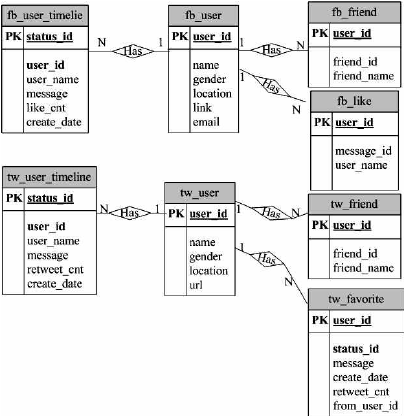 fb_user_timelie
PK status_id
user_id
user_name
message
like_cnt
create_date
N
Has
1
fb_user
PK user_id
name
gender
location
link
email
1
Has
N
fb_friend
PK user_id
friend_id
friend_name
1
Has
N
fb_like
PK user_id
message_id
user_name
tw_user_timeline
PK status_id
user_id
user_name
message
retweet_cnt
create_date
N
Has
1
tw_user
PK user_id
name
gender
location
url
1
Has
N
tw_friend
PK user_id
friend_id
friend_name
1
Has
N
tw_favorite
PK user_id
status_id
message
create_date
retweet_cnt
from_user_id